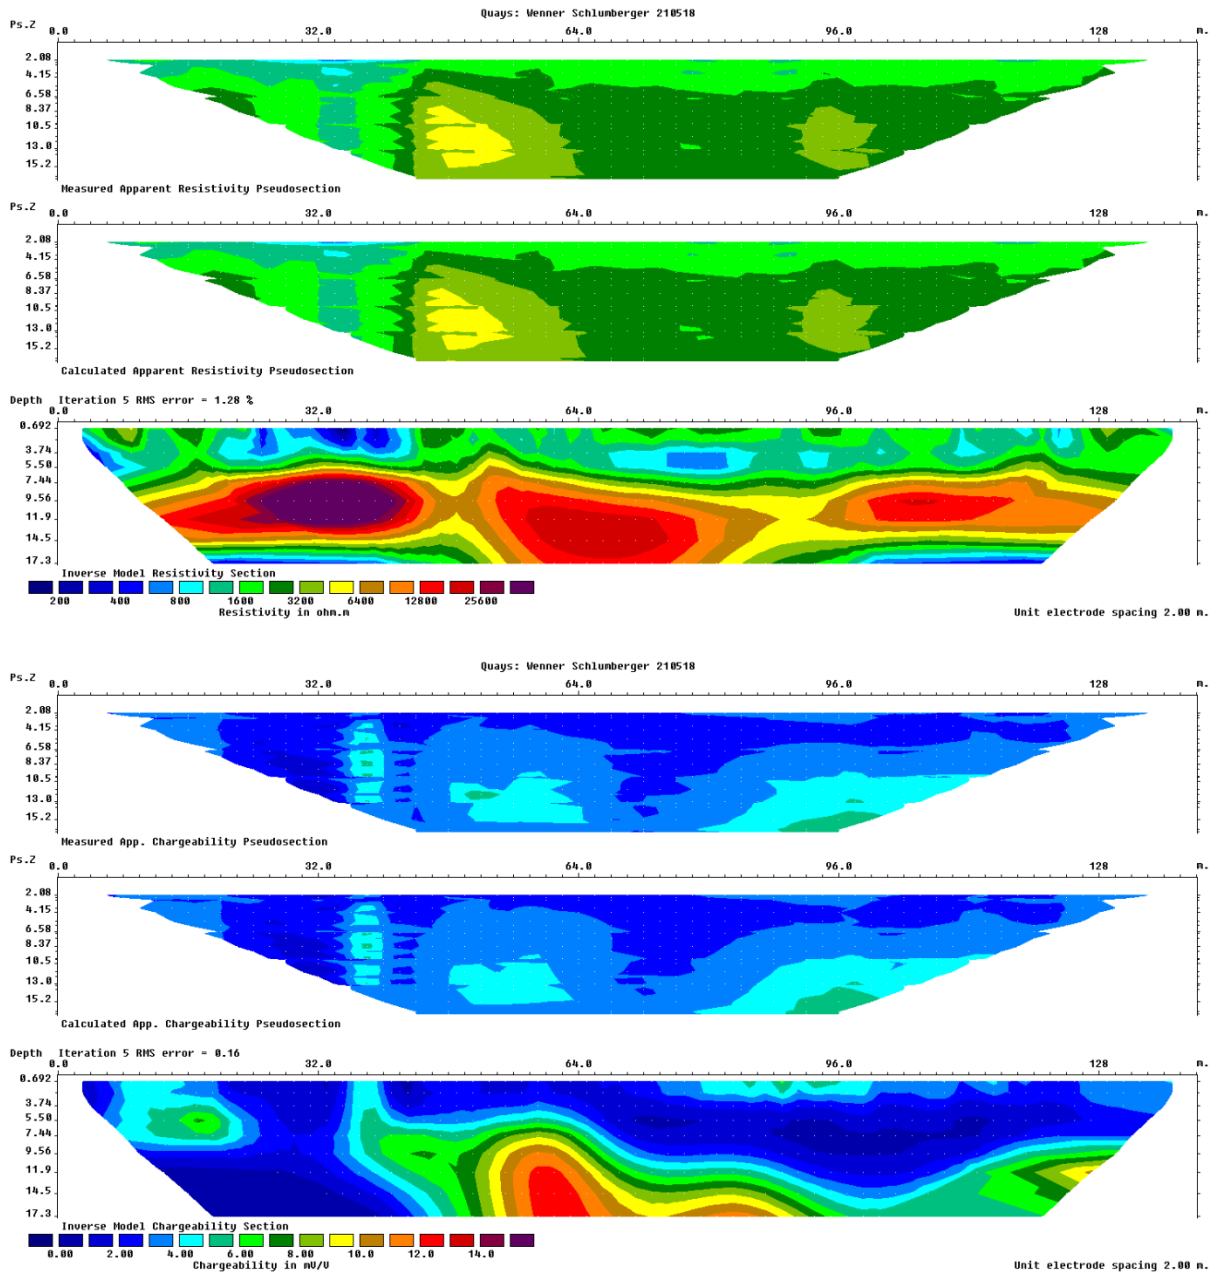 Quays: Wenner Schlumberger 210518
Ps.Z 0.0 32.0 64.0 96.0 128 m.
2.08
4.15
6.58
8.37
10.5
13.0
15.2
Measured Apparent Resistivity Pseudosection
Ps.Z 0.0 32.0 64.0 96.0 128 m.
2.08
4.15
6.58
8.37
10.5
13.0
15.2
Calculated Apparent Resistivity Pseudosection
Depth Iteration 5 RMS error = 1.28 %
0.0 32.0 64.0 96.0 128 m.
0.692
3.74
5.50
7.44
9.56
11.9
14.5
17.3
Inverse Model Resistivity Section
200 400 800 1600 3200 6400 12800 25600
Resistivity in ohm.m Unit electrode spacing 2.00 m.
Quays: Wenner Schlumberger 210518
Ps.Z 0.0 32.0 64.0 96.0 128 m.
2.08
4.15
6.58
8.37
10.5
13.0
15.2
Measured App. Chargeability Pseudosection
Ps.Z 0.0 32.0 64.0 96.0 128 m.
2.08
4.15
6.58
8.37
10.5
13.0
15.2
Calculated App. Chargeability Pseudosection
Depth Iteration 5 RMS error = 0.16
0.0 32.0 64.0 96.0 128 m.
0.692
3.74
5.50
7.44
9.56
11.9
14.5
17.3
Inverse Model Chargeability Section
0.00 2.00 4.00 6.00 8.00 10.0 12.0 14.0
Chargeability in mV/V Unit electrode spacing 2.00 m.